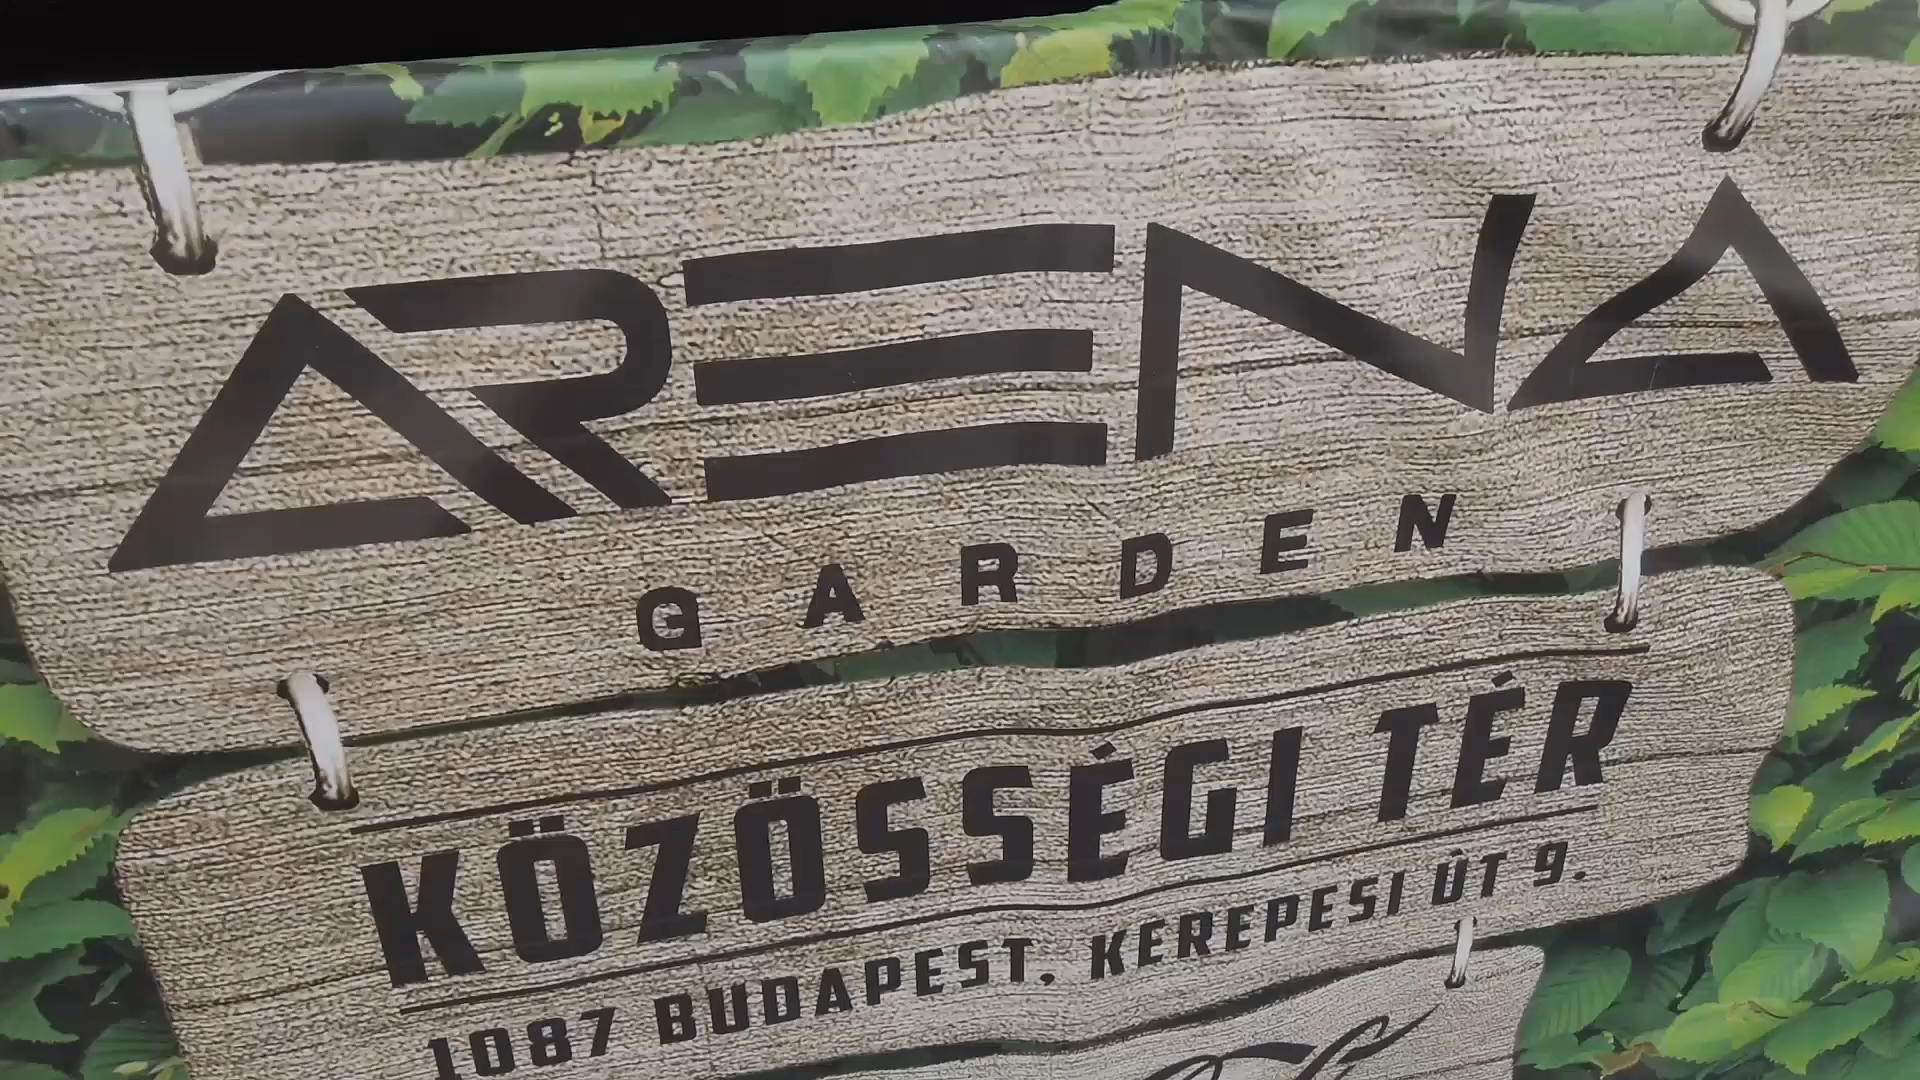 ARENA
GARDEN
KÖZÖSSÉGI TÉR
1087 BUDAPEST, KEREPESI ÚT 9.